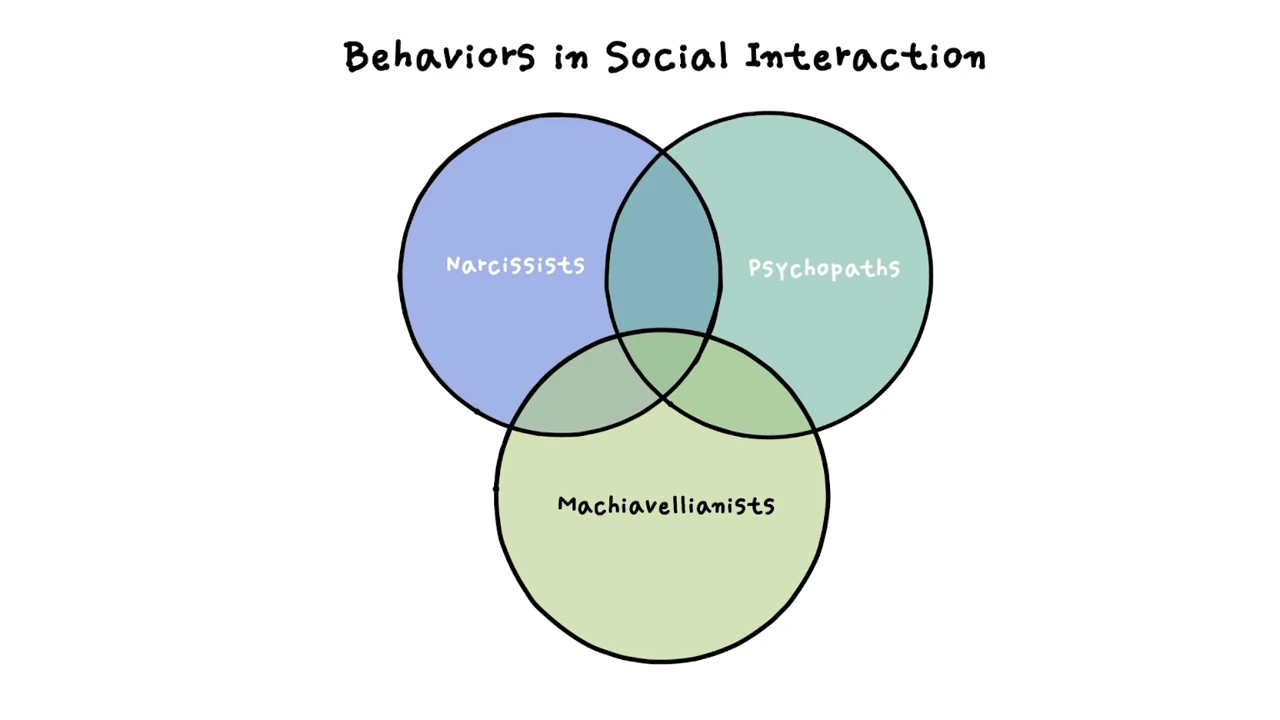 Behaviors in Social Interaction
Narcissists
Psychopaths
Machiavellianists